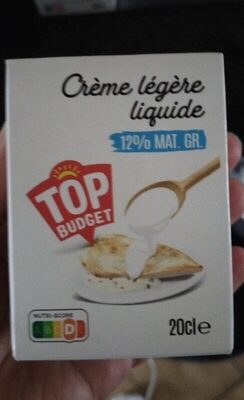 Crème légère
liquide
12% MAT. GR.
TOP
BUDGET
NUTRI-SCORE
A B C D E
20cl e